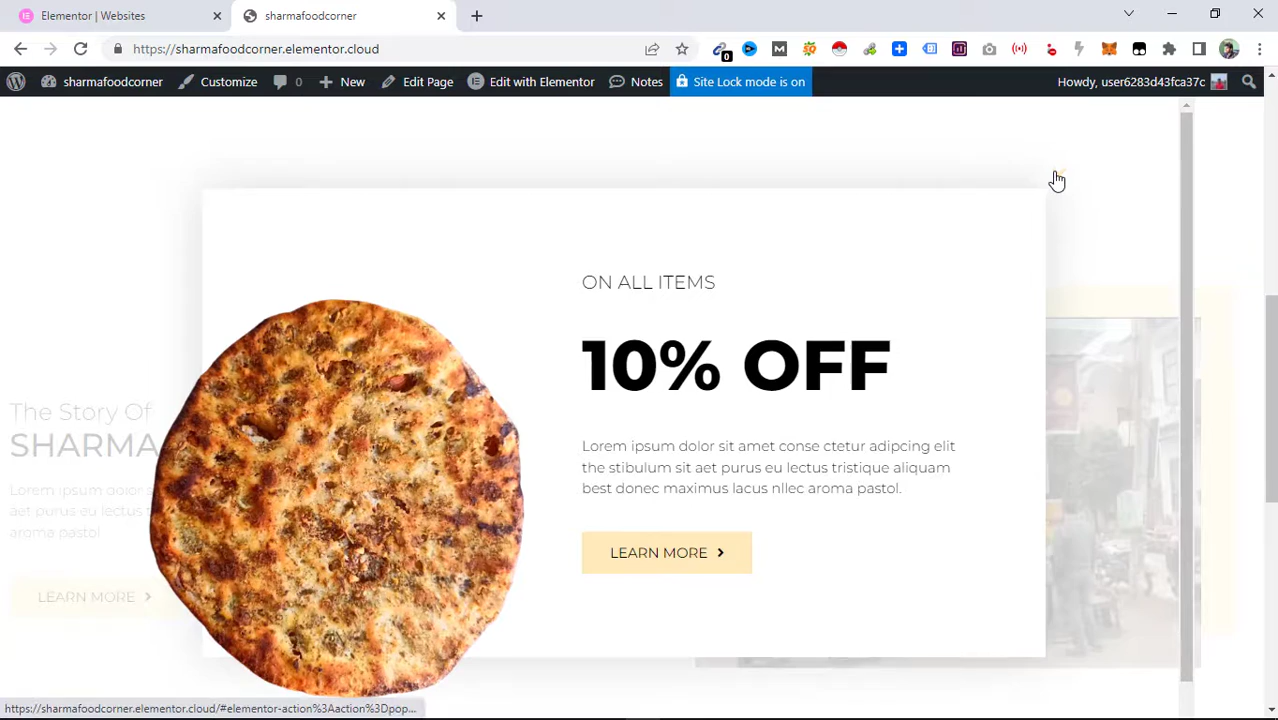 Elementor | Websites
sharmafoodcorner
https://sharmafoodcorner.elementor.cloud
0
sharmafoodcorner
Customize
0
New
Edit Page
Edit with Elementor
Notes
Site Lock mode is on
Howdy, user6283d43fca37c
ON ALL ITEMS
10% OFF
Lorem ipsum dolor sit amet conse ctetur adipcing elit
the stibulum sit aet purus eu lectus tristique aliquam
best donec maximus lacus nllec aroma pastol.
LEARN MORE
The Story Of
SHARMA
Lorem ipsum dolor s
aet purus eu lectus t
aroma pastol
LEARN MORE
https://sharmafoodcorner.elementor.cloud/#elementor-action%3Aaction%3Dpop...